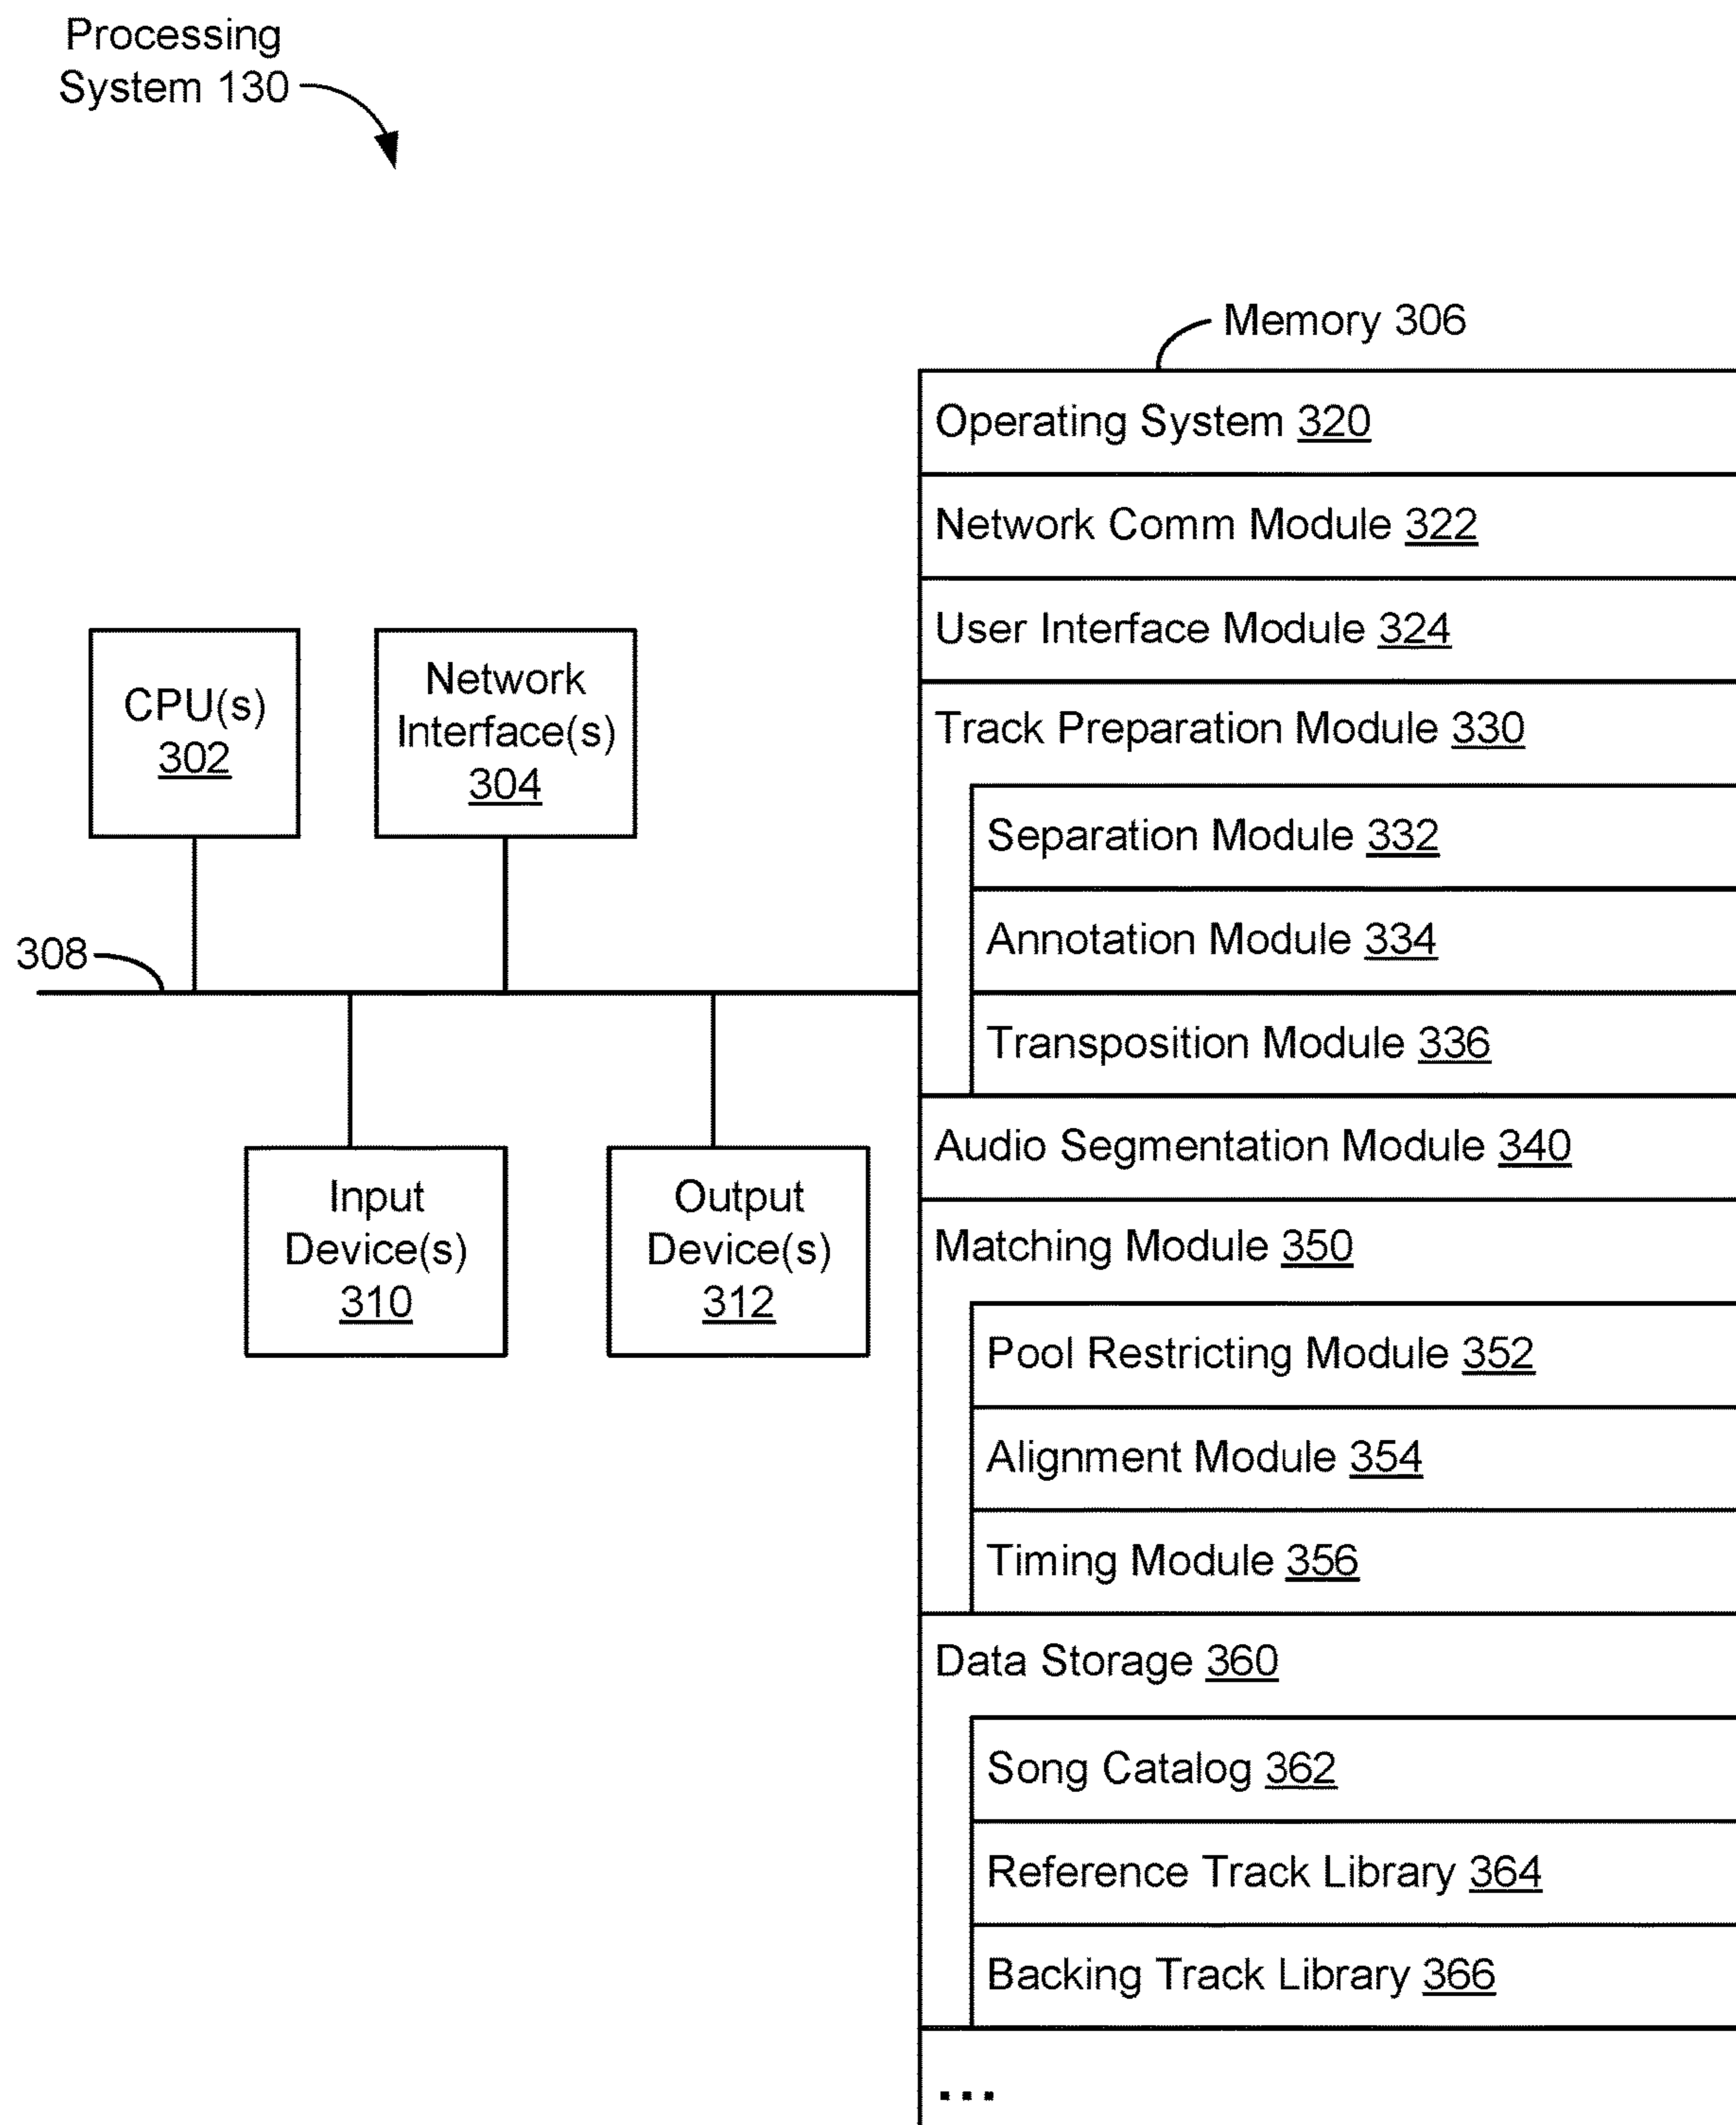 Processing
System 130
Memory 306
Operating System 320
Network Comm Module 322
User Interface Module 324
Track Preparation Module 330
Separation Module 332
Annotation Module 334
Transposition Module 336
Audio Segmentation Module 340
Matching Module 350
Pool Restricting Module 352
Alignment Module 354
Timing Module 356
Data Storage 360
Song Catalog 362
Reference Track Library 364
Backing Track Library 366
...
CPU(s)
302
Network
Interface(s)
304
308
Input
Device(s)
310
Output
Device(s)
312